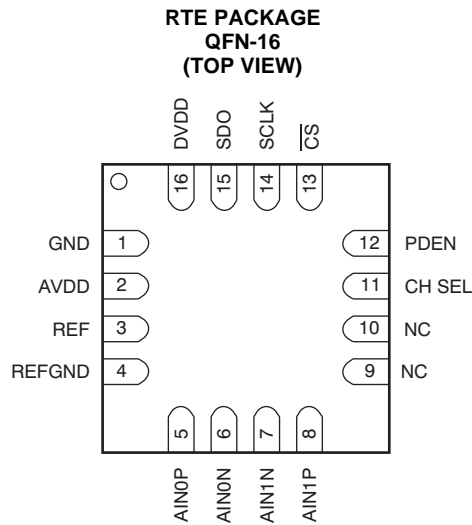 RTE PACKAGE
QFN-16
(TOP VIEW)
DVDD
SDO
SCLK
C̅S̅
16
15
14
13
GND 1
AVDD 2
REF 3
REFGND 4
12 PDEN
11 CH SEL
10 NC
9 NC
5
6
7
8
AIN0P
AIN0N
AIN1N
AIN1P